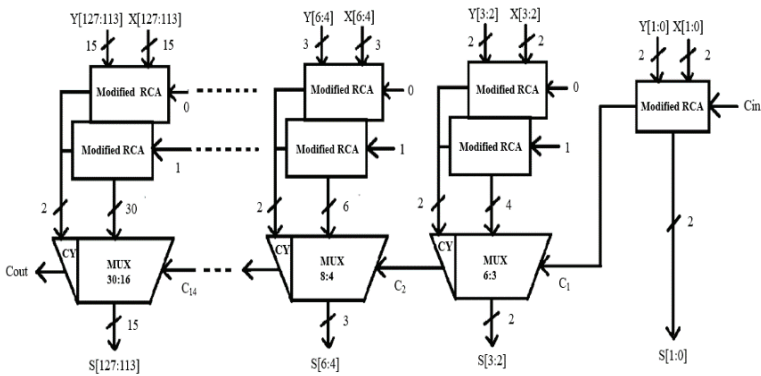 Y[127:113] X[127:113] Y[6:4] X[6:4] Y[3:2] X[3:2] Y[1:0] X[1:0]
15 15 3 3 2 2 2 2
Modified RCA 0 Modified RCA 0 Modified RCA 0 Modified RCA Cin
Modified RCA 1 Modified RCA 1 Modified RCA 1
2 30 2 6 2 4 2
CY MUX 30:16 CY MUX 8:4 CY MUX 6:3
Cout C14 C2 C1
15 3 2
S[127:113] S[6:4] S[3:2] S[1:0]